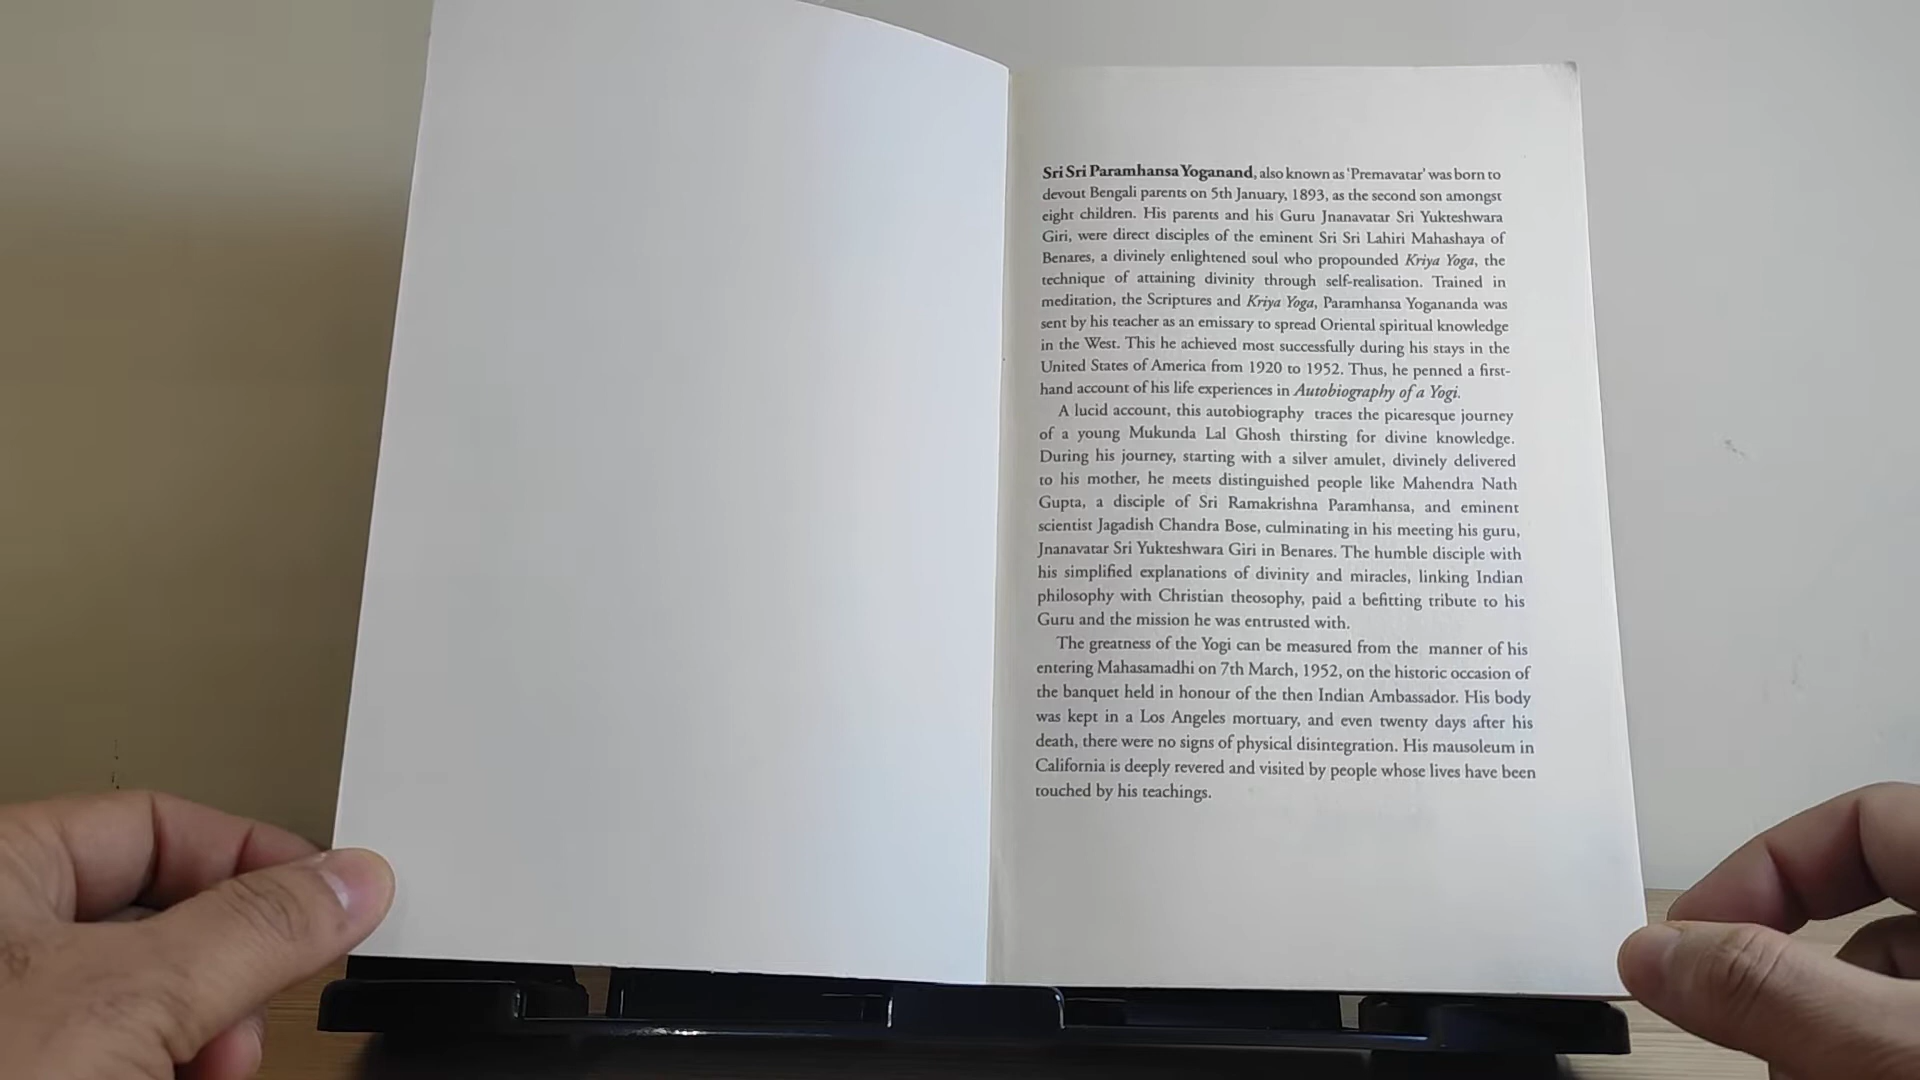 Sri Sri Paramhansa Yoganand, also known as ‘Premavatar’ was born to
devout Bengali parents on 5th January, 1893, as the second son amongst
eight children. His parents and his Guru Jnanavatar Sri Yukteshwara
Giri, were direct disciples of the eminent Sri Sri Lahiri Mahashaya of
Benares, a divinely enlightened soul who propounded Kriya Yoga, the
technique of attaining divinity through self-realisation. Trained in
meditation, the Scriptures and Kriya Yoga, Paramhansa Yogananda was
sent by his teacher as an emissary to spread Oriental spiritual knowledge
in the West. This he achieved most successfully during his stays in the
United States of America from 1920 to 1952. Thus, he penned a first-
hand account of his life experiences in Autobiography of a Yogi.
A lucid account, this autobiography traces the picaresque journey
of a young Mukunda Lal Ghosh thirsting for divine knowledge.
During his journey, starting with a silver amulet, divinely delivered
to his mother, he meets distinguished people like Mahendra Nath
Gupta, a disciple of Sri Ramakrishna Paramhansa, and eminent
scientist Jagadish Chandra Bose, culminating in his meeting his guru,
Jnanavatar Sri Yukteshwara Giri in Benares. The humble disciple with
his simplified explanations of divinity and miracles, linking Indian
philosophy with Christian theosophy, paid a befitting tribute to his
Guru and the mission he was entrusted with.
The greatness of the Yogi can be measured from the manner of his
entering Mahasamadhi on 7th March, 1952, on the historic occasion of
the banquet held in honour of the then Indian Ambassador. His body
was kept in a Los Angeles mortuary, and even twenty days after his
death, there were no signs of physical disintegration. His mausoleum in
California is deeply revered and visited by people whose lives have been
touched by his teachings.